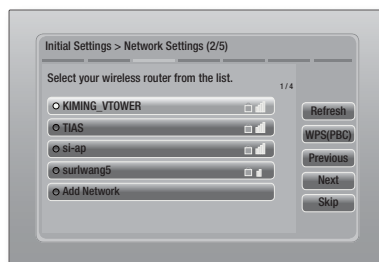 Initial Settings > Network Settings (2/5)
Select your wireless router from the list.
1/4
KIMING_VTOWER
TIAS
si-ap
surlwang5
Add Network
Refresh
WPS(PBC)
Previous
Next
Skip